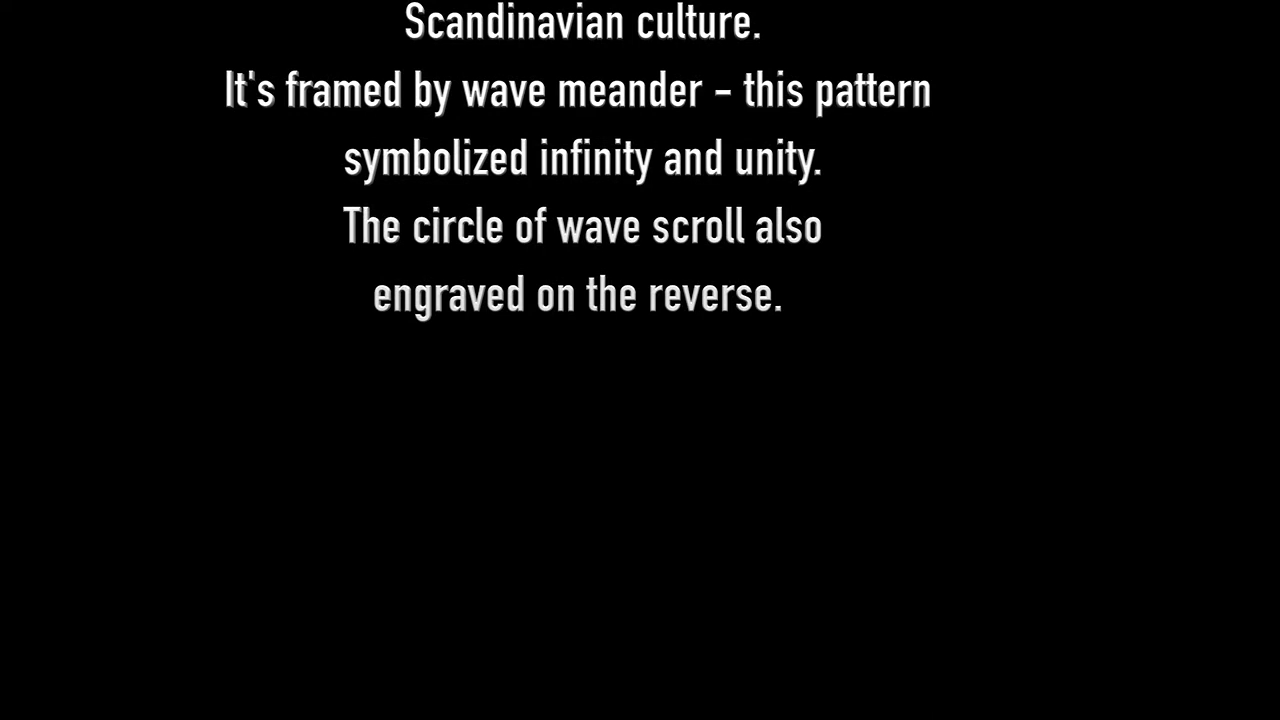 Scandinavian culture.
It's framed by wave meander - this pattern
symbolized infinity and unity.
The circle of wave scroll also
engraved on the reverse.